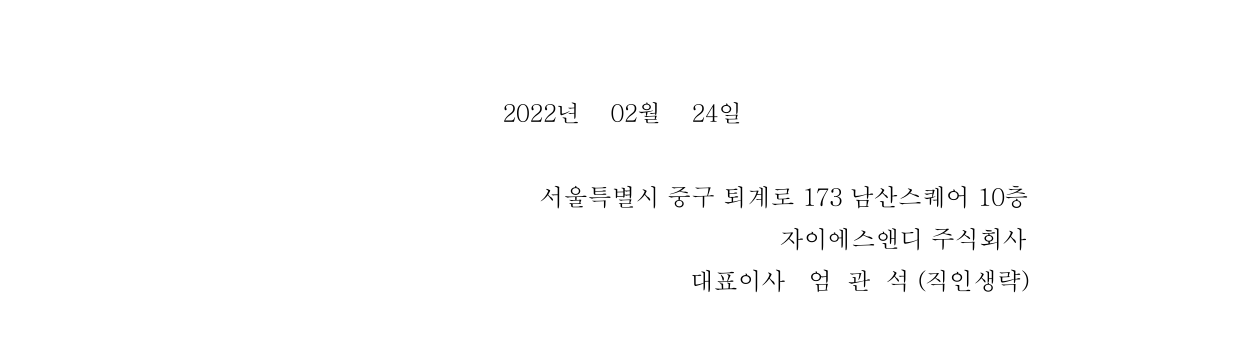 2022년 02월 24일
서울특별시 중구 퇴계로 173 남산스퀘어 10층
자이에스앤디 주식회사
대표이사 엄 관 석 (직인생략)